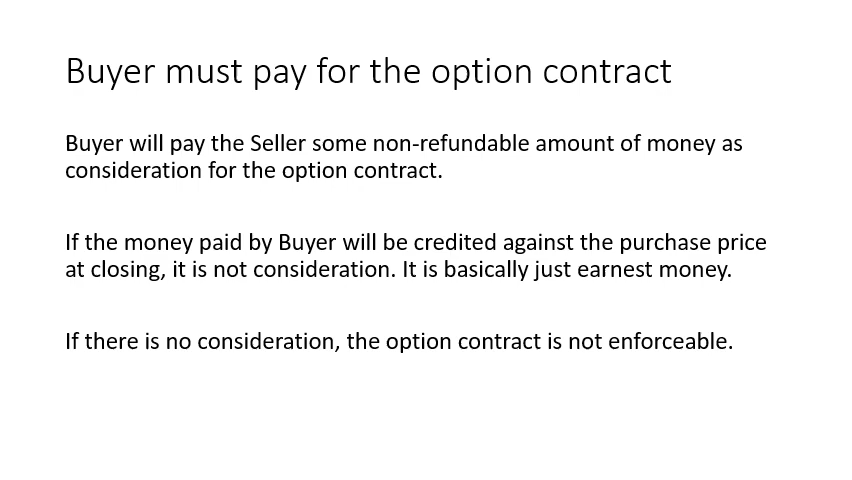 Buyer must pay for the option contract
Buyer will pay the Seller some non-refundable amount of money as
consideration for the option contract.
If the money paid by Buyer will be credited against the purchase price
at closing, it is not consideration. It is basically just earnest money.
If there is no consideration, the option contract is not enforceable.